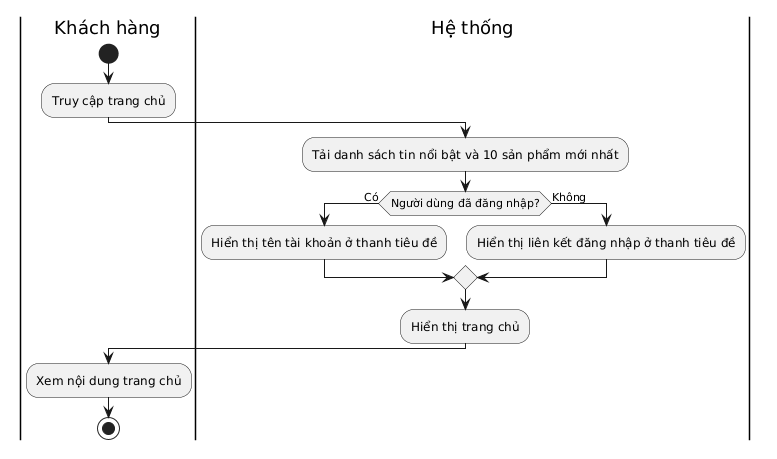 Khách hàng
Hệ thống
Truy cập trang chủ
Tải danh sách tin nổi bật và 10 sản phẩm mới nhất
Người dùng đã đăng nhập?
Có
Không
Hiển thị tên tài khoản ở thanh tiêu đề
Hiển thị liên kết đăng nhập ở thanh tiêu đề
Hiển thị trang chủ
Xem nội dung trang chủ